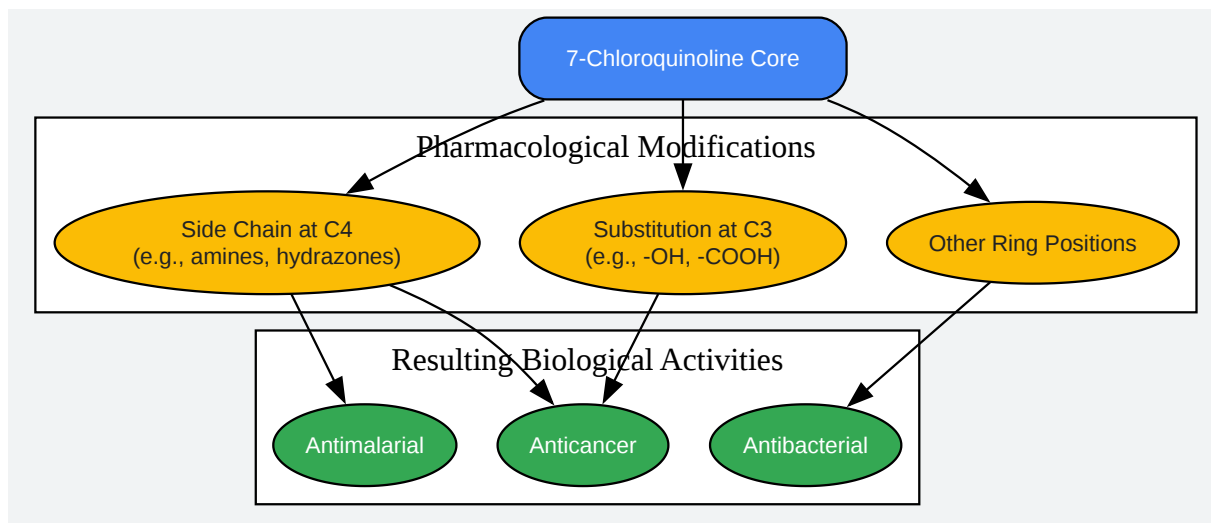 7-Chloroquinoline Core
Pharmacological Modifications
Side Chain at C4
(e.g., amines, hydrazones)
Substitution at C3
(e.g., -OH, -COOH)
Other Ring Positions
Resulting Biological Activities
Antimalarial
Anticancer
Antibacterial